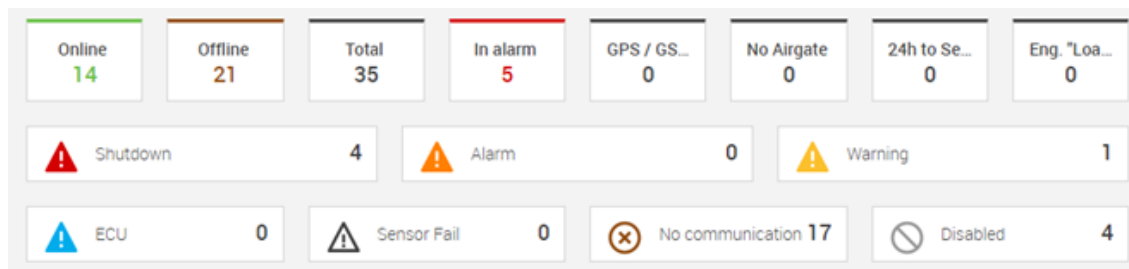 Online Offline Total In alarm GPS / GS... No Airgate 24h to Se... Eng. "Loa...
14 21 35 5 0 0 0 0
Shutdown 4 Alarm 0 Warning 1
ECU 0 Sensor Fail 0 No communication 17 Disabled 4